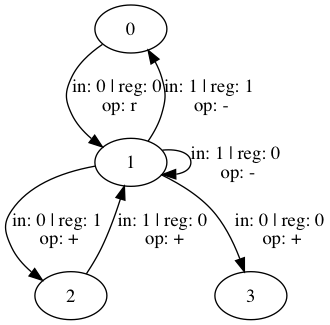 0
in: 0 | reg: 0
op: r
in: 1 | reg: 1
op: -
1
in: 1 | reg: 0
op: -
in: 0 | reg: 1
op: +
in: 1 | reg: 0
op: +
in: 0 | reg: 0
op: +
2
3